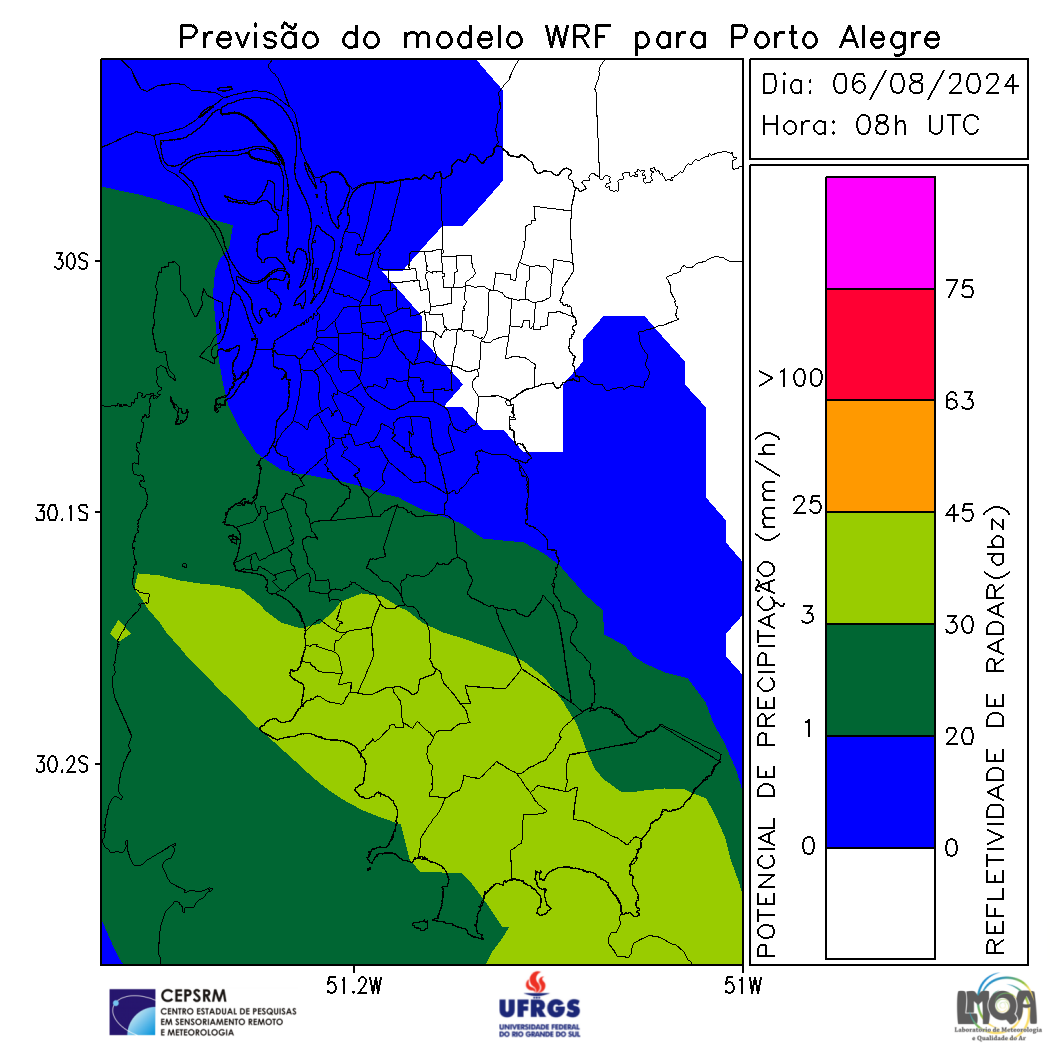 Previsão do modelo WRF para Porto Alegre
Dia: 06/08/2024
Hora: 08h UTC
30S
30.1S
30.2S
51.2W
51W
POTENCIAL DE PRECIPITAÇÃO (mm/h)
>100
25
3
1
0
75
63
45
30
20
0
REFLETIVIDADE DE RADAR(dbz)
CEPSRM
CENTRO ESTADUAL DE PESQUISAS
EM SENSORIAMENTO REMOTO
E METEOROLOGIA
UFRGS
UNIVERSIDADE FEDERAL
DO RIO GRANDE DO SUL
LMQA
Laboratório de Meteorologia
e Qualidade do Ar